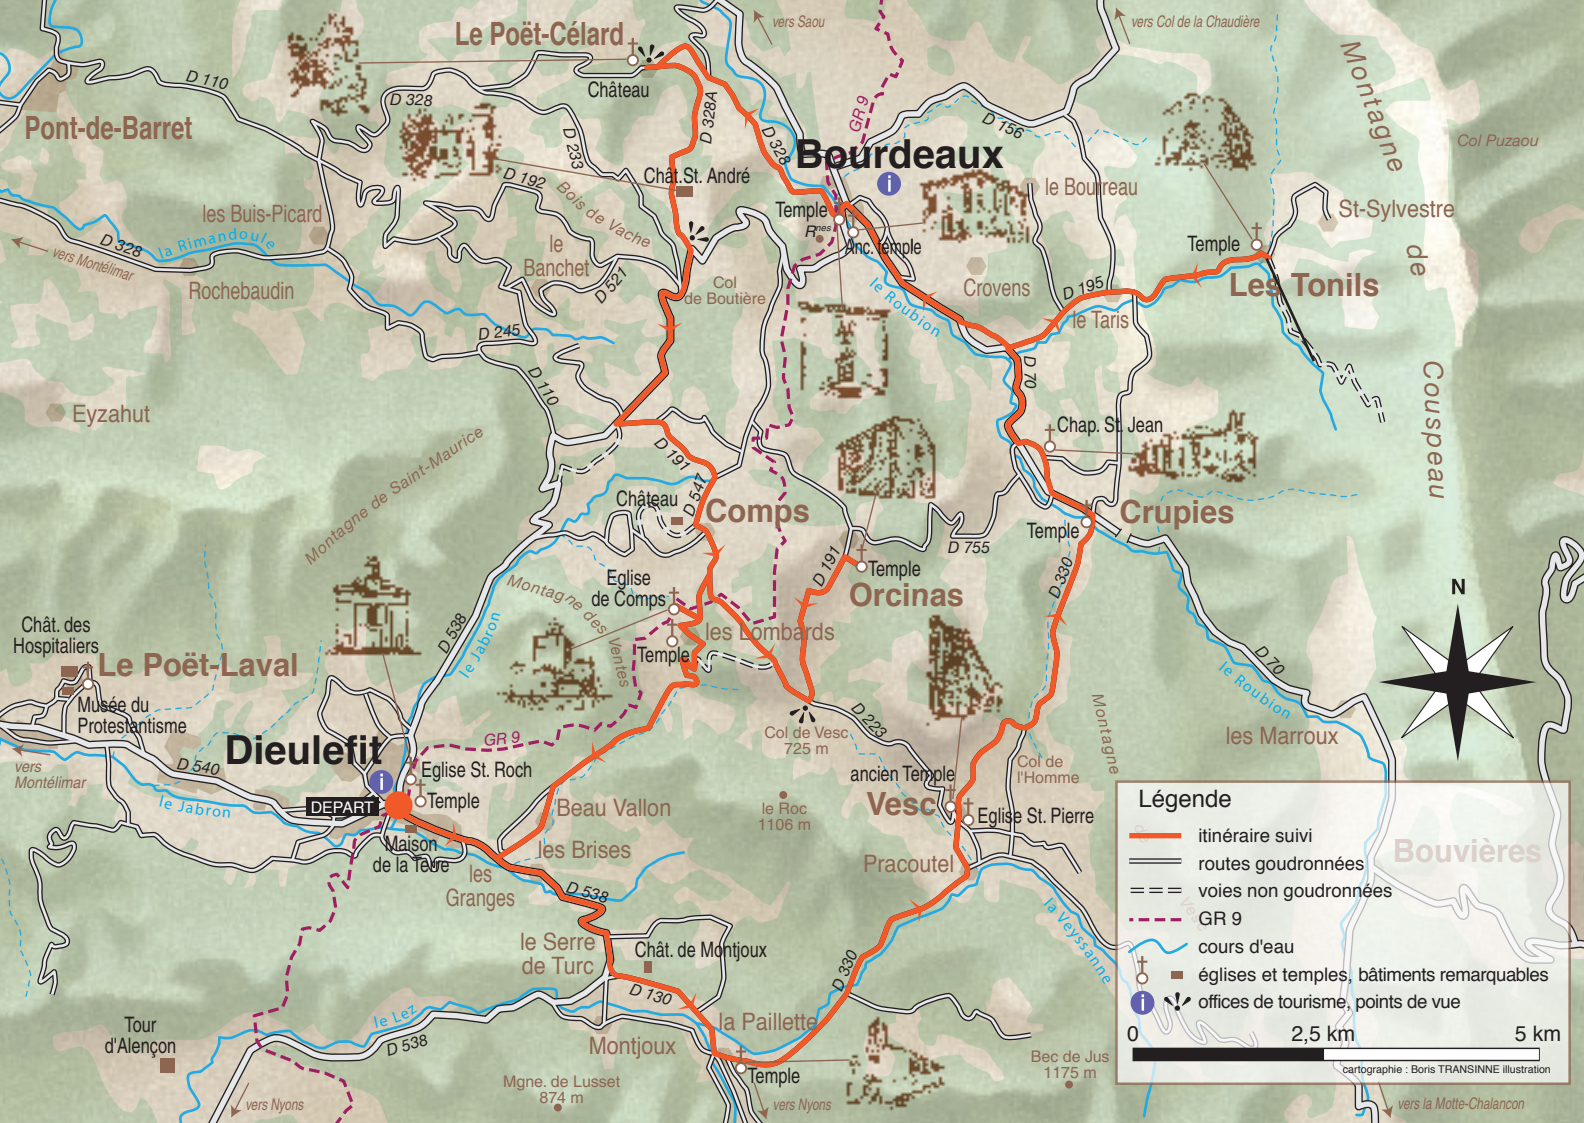 vers Saou
vers Col de la Chaudière
Le Poët-Célard
Château
D 110
D 328
Pont-de-Barret
D 328A
D 328
D 233
GR 9
D 156
Montagne
de
Couspeau
Col Puzaou
Bourdeaux
i
Chât.St. André
D 192
Bois de Vache
le Bourreau
St-Sylvestre
les Buis-Picard
la Rimandoule
D 328
vers Montélimar
Temple
Rnes
Anc. temple
Temple
Les Tonils
le
Banchet
D 521
Rochebaudin
Col
de Boutière
Crovens
le Roubion
D 195
le Taris
D 245
D 110
D 70
Eyzahut
Chap. St. Jean
Montagne de Saint-Maurice
D 191
D 547
Château
Comps
Crupies
Temple
D 755
D 191
Temple
Orcinas
D 330
N
Eglise
de Comps
Montagne des Ventes
les Lombards
Temple
Chât. des
Hospitaliers
Le Poët-Laval
Musée du
Protestantisme
D 538
le Jabron
D 70
le Roubion
les Marroux
Dieulefit
i
GR 9
Col de Vesc
725 m
D 223
Montagne
Col de
l'Homme
vers
Montélimar
D 540
le Jabron
DEPART
Eglise St. Roch
Temple
Maison
de la Terre
Beau Vallon
les Brises
les
Granges
le Roc
1106 m
ancien Temple
Vesc
Eglise St. Pierre
Pracoutel
D 538
le Serre
de Turc
Chât. de Montjoux
D 130
D 330
la Veyssanne
Tour
d'Alençon
le Lez
D 538
Montjoux
la Paillette
Temple
Mgne. de Lusset
874 m
Bec de Jus
1175 m
vers Nyons
vers Nyons
vers la Motte-Chalancon
Bouvières
Légende
itinéraire suivi
routes goudronnées
voies non goudronnées
GR 9
cours d'eau
églises et temples, bâtiments remarquables
i
offices de tourisme, points de vue
0
2,5 km
5 km
cartographie : Boris TRANSINNE illustration